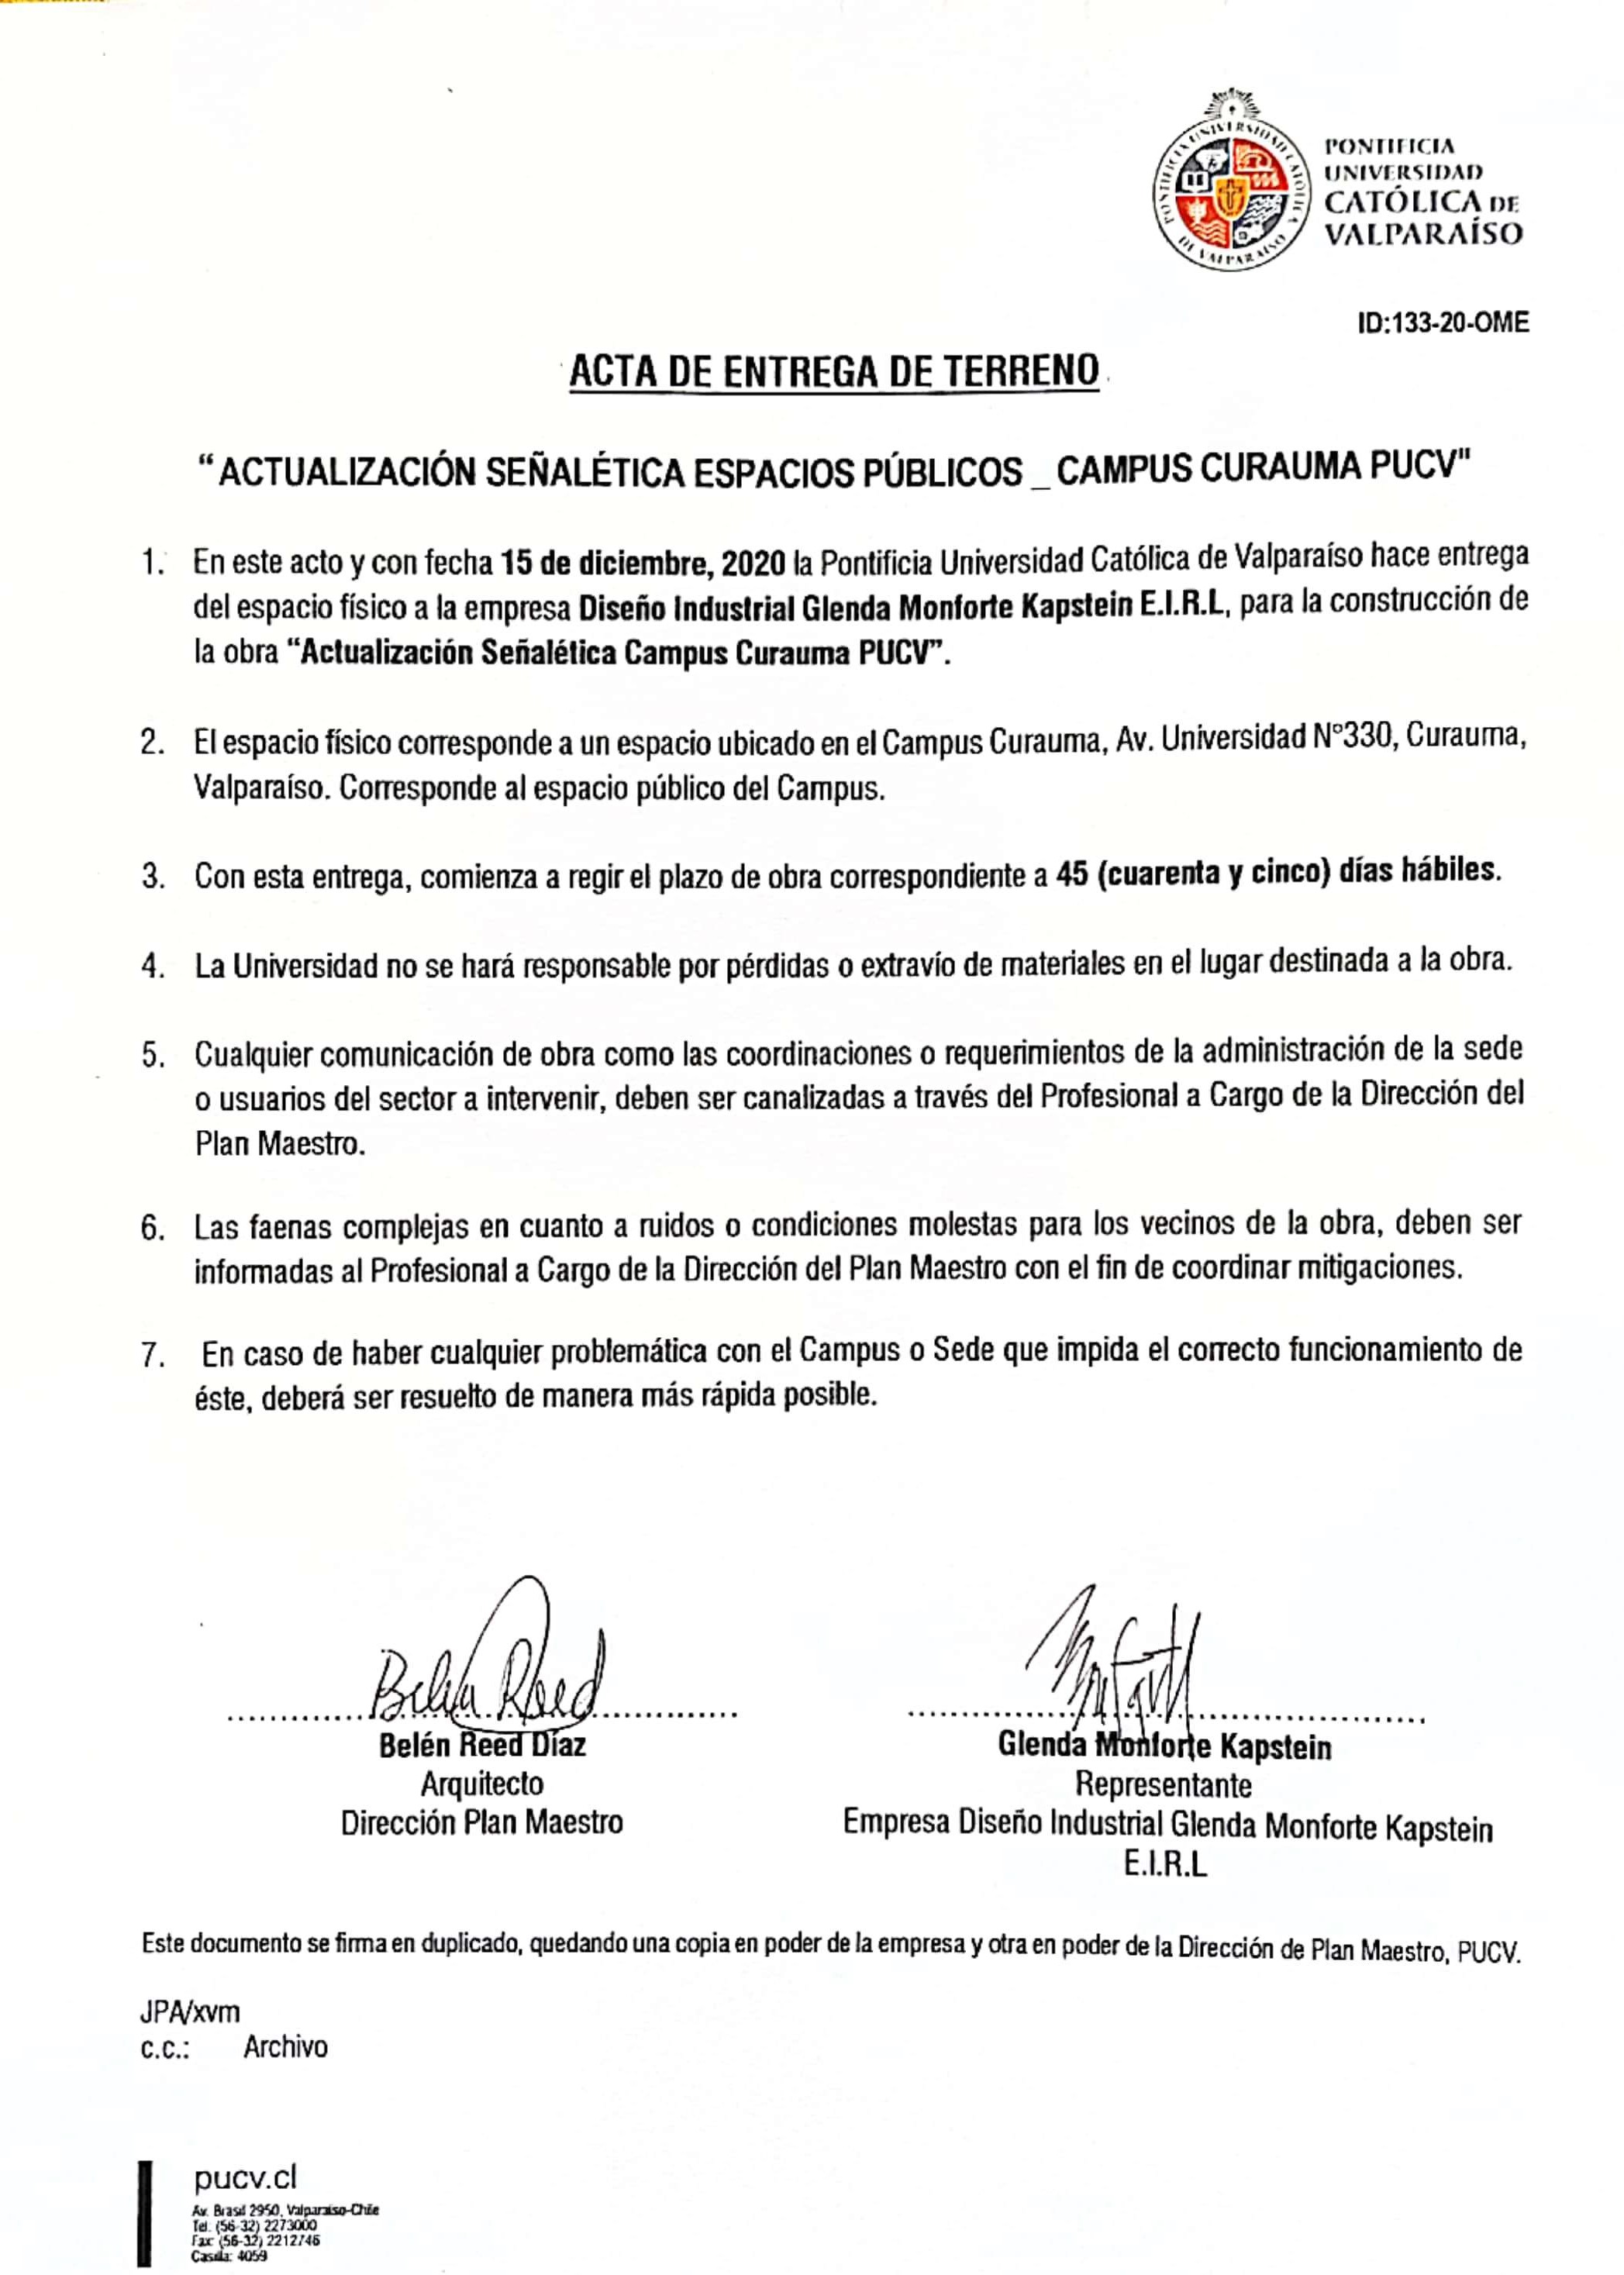 PONTIFICIA UNIVERSIDAD CATÓLICA
DE VALPARAÍSO
PONTIFICIA
UNIVERSIDAD
CATÓLICA DE
VALPARAÍSO
ID:133-20-OME
ACTA DE ENTREGA DE TERRENO
“ACTUALIZACIÓN SEÑALÉTICA ESPACIOS PÚBLICOS _ CAMPUS CURAUMA PUCV"
1. En este acto y con fecha 15 de diciembre, 2020 la Pontificia Universidad Católica de Valparaíso hace entrega
del espacio físico a la empresa Diseño Industrial Glenda Monforte Kapstein E.I.R.L, para la construcción de
la obra “Actualización Señalética Campus Curauma PUCV”.
2. El espacio físico corresponde a un espacio ubicado en el Campus Curauma, Av. Universidad Nº330, Curauma,
Valparaíso. Corresponde al espacio público del Campus.
3. Con esta entrega, comienza a regir el plazo de obra correspondiente a 45 (cuarenta y cinco) días hábiles.
4. La Universidad no se hará responsable por pérdidas o extravío de materiales en el lugar destinada a la obra.
5. Cualquier comunicación de obra como las coordinaciones o requerimientos de la administración de la sede
o usuarios del sector a intervenir, deben ser canalizadas a través del Profesional a Cargo de la Dirección del
Plan Maestro.
6. Las faenas complejas en cuanto a ruidos o condiciones molestas para los vecinos de la obra, deben ser
informadas al Profesional a Cargo de la Dirección del Plan Maestro con el fin de coordinar mitigaciones.
7. En caso de haber cualquier problemática con el Campus o Sede que impida el correcto funcionamiento de
éste, deberá ser resuelto de manera más rápida posible.
Belén Reed
Belén Reed Díaz
Arquitecto
Dirección Plan Maestro
Glenda Monforte Kapstein
Representante
Empresa Diseño Industrial Glenda Monforte Kapstein
E.I.R.L
Este documento se firma en duplicado, quedando una copia en poder de la empresa y otra en poder de la Dirección de Plan Maestro, PUCV.
JPA/xvm
c.c.: Archivo
pucv.cl
Av. Brasil 2950, Valparaíso-Chile
Tel. (56-32) 2273000
Fax: (56-32) 2212746
Casilla: 4059